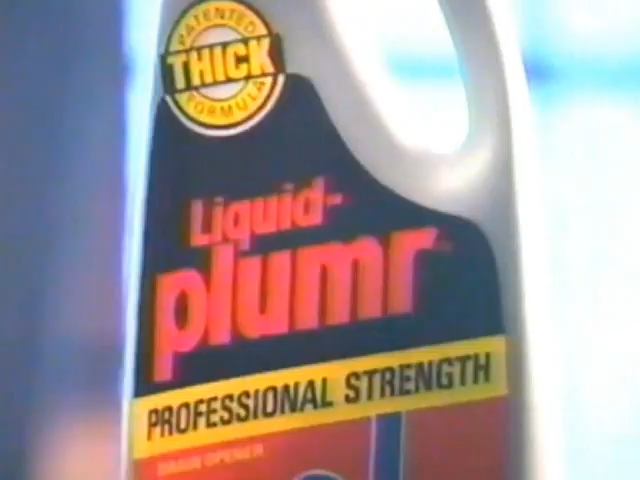 PATENTED
THICK
FORMULA
Liquid-
plumr
PROFESSIONAL STRENGTH
DRAIN OPENER